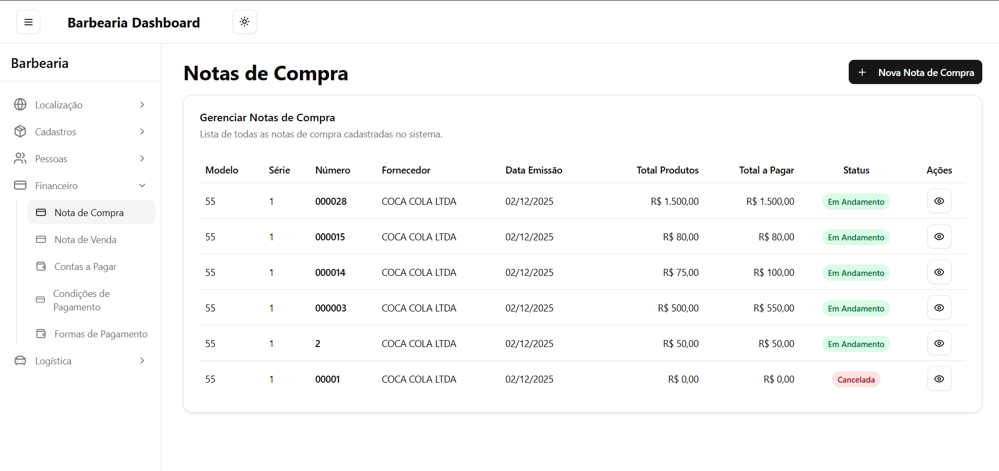 Barbearia Dashboard
Barbearia
Localização
Cadastros
Pessoas
Financeiro
Nota de Compra
Nota de Venda
Contas a Pagar
Condições de
Pagamento
Formas de Pagamento
Logística
Notas de Compra
Nova Nota de Compra
Gerenciar Notas de Compra
Lista de todas as notas de compra cadastradas no sistema.
Modelo Série Número Fornecedor Data Emissão Total Produtos Total a Pagar Status Ações
55 1 000028 COCA COLA LTDA 02/12/2025 R$ 1.500,00 R$ 1.500,00 Em Andamento
55 1 000015 COCA COLA LTDA 02/12/2025 R$ 80,00 R$ 80,00 Em Andamento
55 1 000014 COCA COLA LTDA 02/12/2025 R$ 75,00 R$ 100,00 Em Andamento
55 1 000003 COCA COLA LTDA 02/12/2025 R$ 500,00 R$ 550,00 Em Andamento
55 1 2 COCA COLA LTDA 02/12/2025 R$ 50,00 R$ 50,00 Em Andamento
55 1 00001 COCA COLA LTDA 02/12/2025 R$ 0,00 R$ 0,00 Cancelada